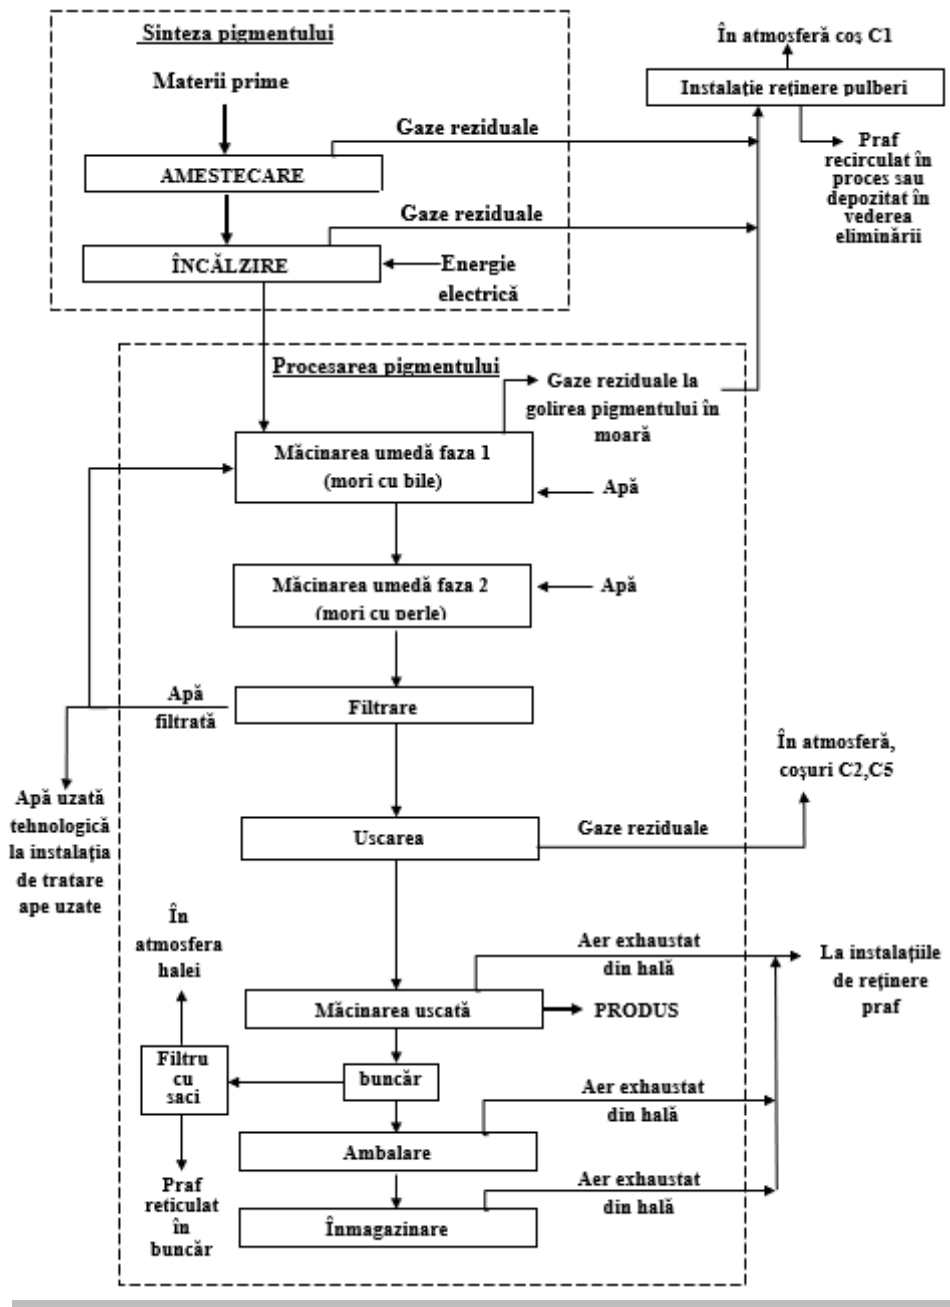 Sinteza pigmentului
În atmosferă coş C1
Materii prime
Instalaţie reţinere pulberi
Gaze reziduale
Praf
recirculat în
proces sau
depozitat în
vederea
eliminării
AMESTECARE
Gaze reziduale
ÎNCĂLZIRE
Energie
electrică
Procesarea pigmentului
Gaze reziduale la
golirea pigmentului în
moară
Măcinarea umedă faza 1
(mori cu bile)
Apă
Măcinarea umedă faza 2
(mori cu perle)
Apă
Apă
filtrată
Filtrare
În atmosferă,
coşuri C2,C5
Apă uzată
tehnologică
la instalaţia
de tratare
ape uzate
Uscarea
Gaze reziduale
În
atmosfera
halei
Aer exhaustat
din hală
La instalaţiile
de reţinere
praf
Măcinarea uscată
PRODUS
Filtru
cu
saci
buncăr
Aer exhaustat
din hală
Ambalare
Praf
reticulat
în
buncăr
Aer exhaustat
din hală
Înmagazinare